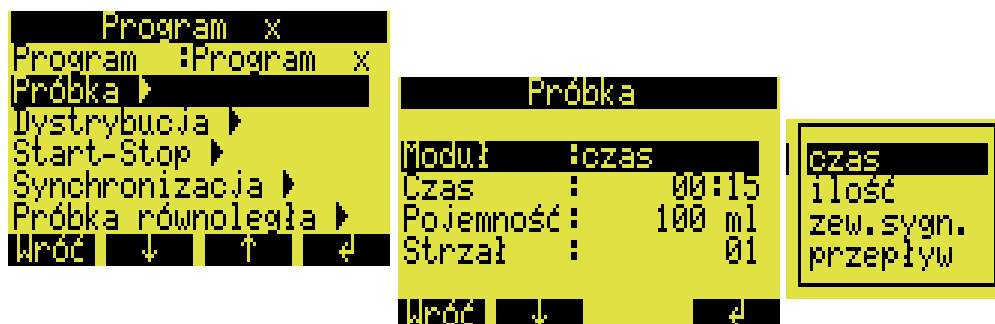 Program x
Program :Program x
Próbka
Dystrybucja
Start-Stop
Synchronizacja
Próbka równoległa
Wróć ↓ ↑ ↲
Próbka
Moduł :czas
Czas : 00:15
Pojemność: 100 ml
Strzał : 01
Wróć ↓ ↲
czas
ilość
zew.sygn.
przepływ